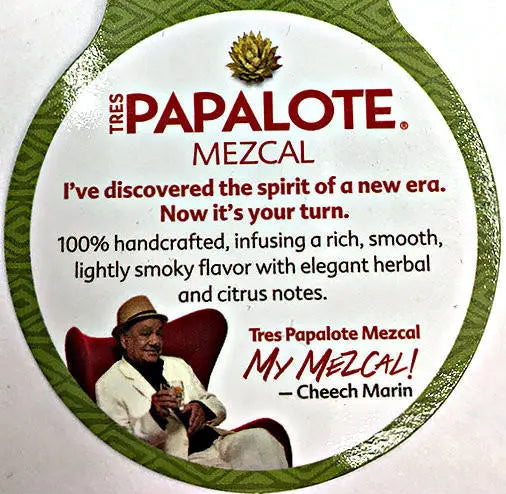 TRES
PAPALOTE®
MEZCAL
I've discovered the spirit of a new era.
Now it's your turn.
100% handcrafted, infusing a rich, smooth,
lightly smoky flavor with elegant herbal
and citrus notes.
Tres Papalote Mezcal
MY MEZCAL!
— Cheech Marin